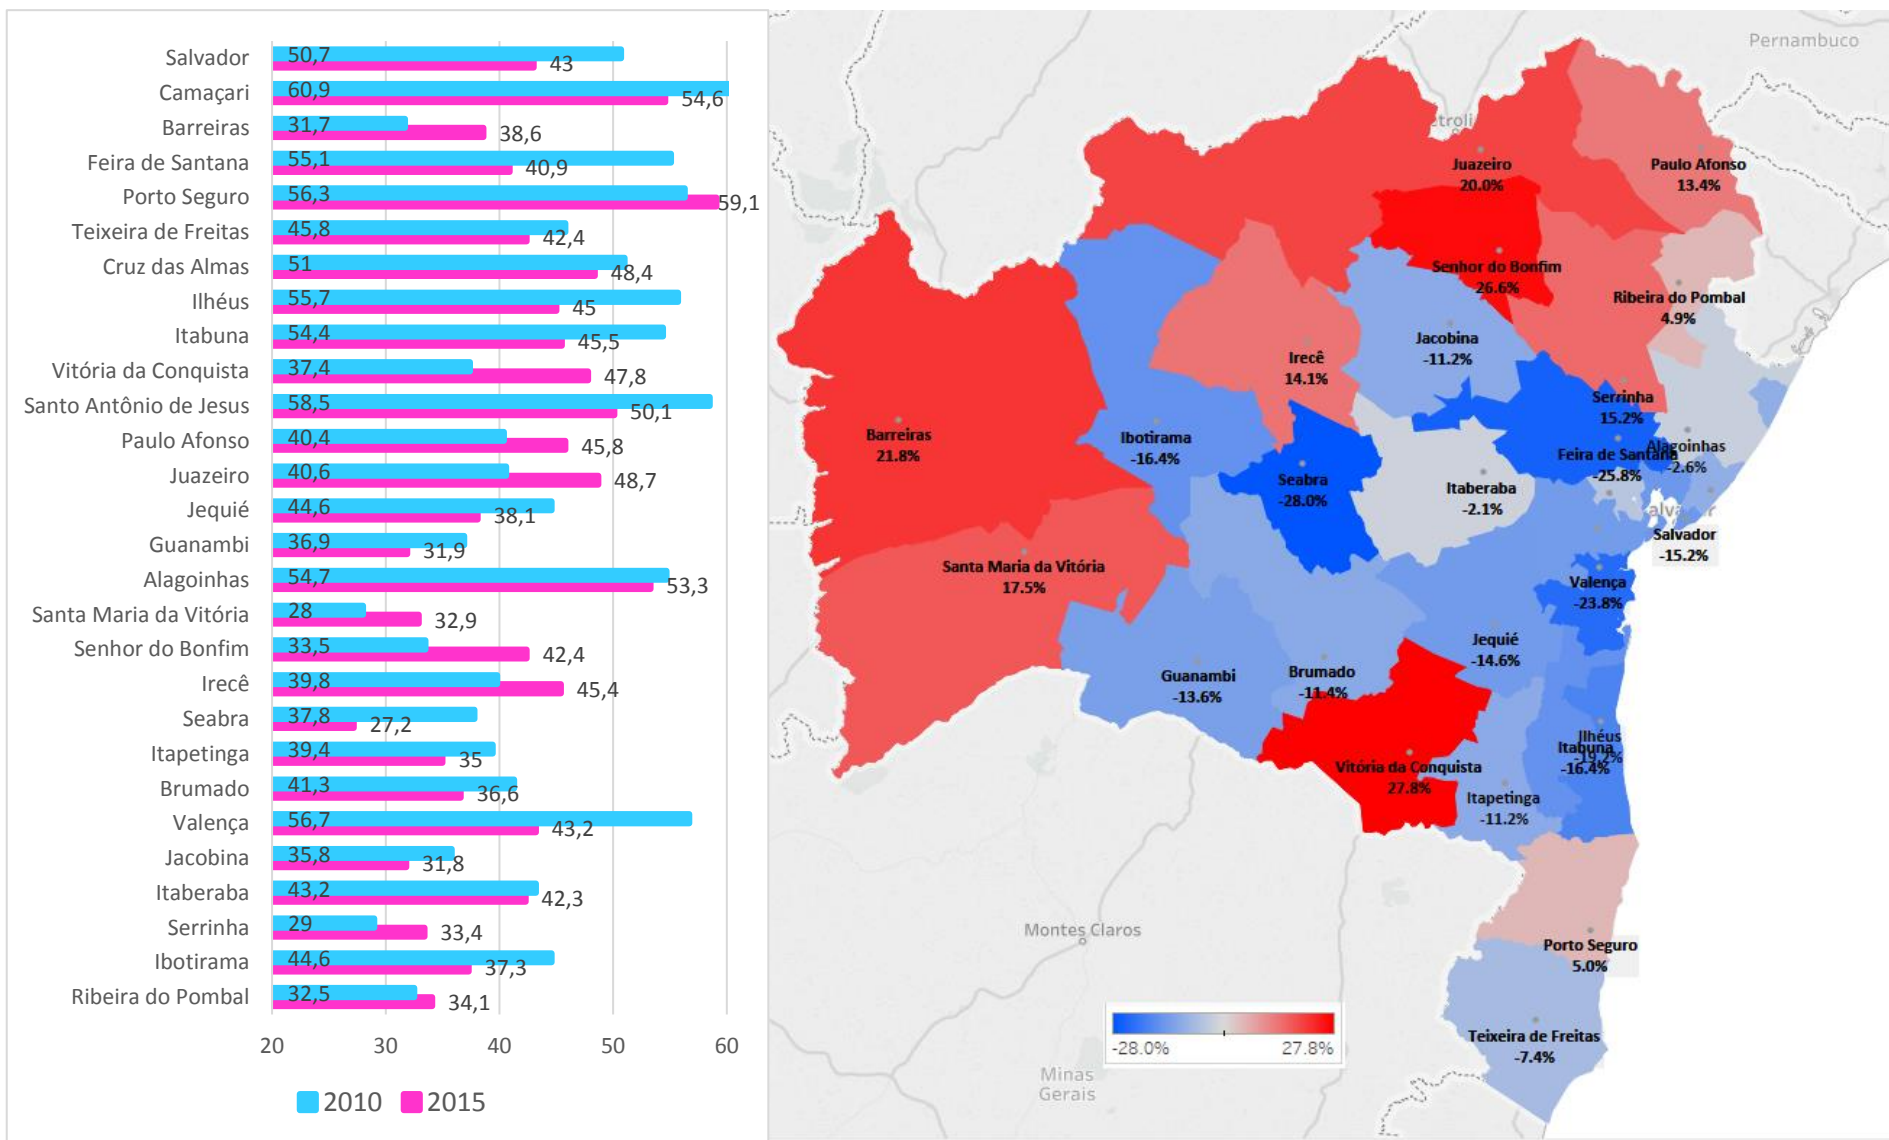 Salvador 50,7 43
Camaçari 60,9 54,6
Barreiras 31,7 38,6
Feira de Santana 55,1 40,9
Porto Seguro 56,3 59,1
Teixeira de Freitas 45,8 42,4
Cruz das Almas 51 48,4
Ilhéus 55,7 45
Itabuna 54,4 45,5
Vitória da Conquista 37,4 47,8
Santo Antônio de Jesus 58,5 50,1
Paulo Afonso 40,4 45,8
Juazeiro 40,6 48,7
Jequié 44,6 38,1
Guanambi 36,9 31,9
Alagoinhas 54,7 53,3
Santa Maria da Vitória 28 32,9
Senhor do Bonfim 33,5 42,4
Irecê 39,8 45,4
Seabra 37,8 27,2
Itapetinga 39,4 35
Brumado 41,3 36,6
Valença 56,7 43,2
Jacobina 35,8 31,8
Itaberaba 43,2 42,3
Serrinha 29 33,4
Ibotirama 44,6 37,3
Ribeira do Pombal 32,5 34,1
20 30 40 50 60
2010 2015
Pernambuco
Juazeiro
20.0%
Paulo Afonso
13.4%
Senhor do Bonfim
26.6%
Ribeira do Pombal
4.9%
Jacobina
-11.2%
Irecê
14.1%
Serrinha
15.2%
Barreiras
21.8%
Ibotirama
-16.4%
Feira de Santana
-25.8%
Alagoinhas
-2.6%
Seabra
-28.0%
Itaberaba
-2.1%
Salvador
-15.2%
Santa Maria da Vitória
17.5%
Valença
-23.8%
Jequié
-14.6%
Guanambi
-13.6%
Brumado
-11.4%
Ilhéus
-19.2%
Itabuna
-16.4%
Vitória da Conquista
27.8%
Itapetinga
-11.2%
Montes Claros
Porto Seguro
5.0%
Teixeira de Freitas
-7.4%
-28.0% 27.8%
Minas
Gerais